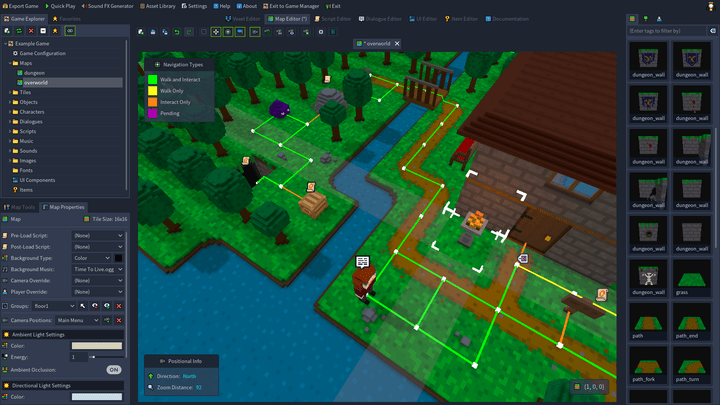 Export Game
Quick Play
Sound FX Generator
Asset Library
Settings
Help
About
Exit to Game Manager
Exit
Game Explorer
Favorites
Voxel Editor
Map Editor (*)
Script Editor
Dialogue Editor
UI Editor
Item Editor
Documentation
* overworld
Example Game
Game Configuration
Maps
dungeon
overworld
Tiles
Objects
Characters
Dialogues
Scripts
Music
Sounds
Images
Fonts
UI Components
Items
Navigation Types
Walk and Interact
Walk Only
Interact Only
Pending
Enter tags to filter by
dungeon_wall
dungeon_wall
dungeon_wall
dungeon_wall
dungeon_wall
dungeon_wall
dungeon_wall
dungeon_wall
dungeon_wall
dungeon_wall
dungeon_wall
grass
path
path_end
path_fork
path_turn
Map Tools
Map Properties
Map
Tile Size: 16x16
Pre-Load Script:
(None)
Post-Load Script:
(None)
Background Type:
Color
Background Music:
Time To Live.ogg
Camera Override:
(None)
Player Override:
(None)
Groups:
floor1
Camera Positions:
Main Menu
Ambient Light Settings
Color:
Energy:
1
Ambient Occlusion:
ON
Directional Light Settings
Color:
Positional Info
Direction: North
Zoom Distance: 93
(1, 0, 0)